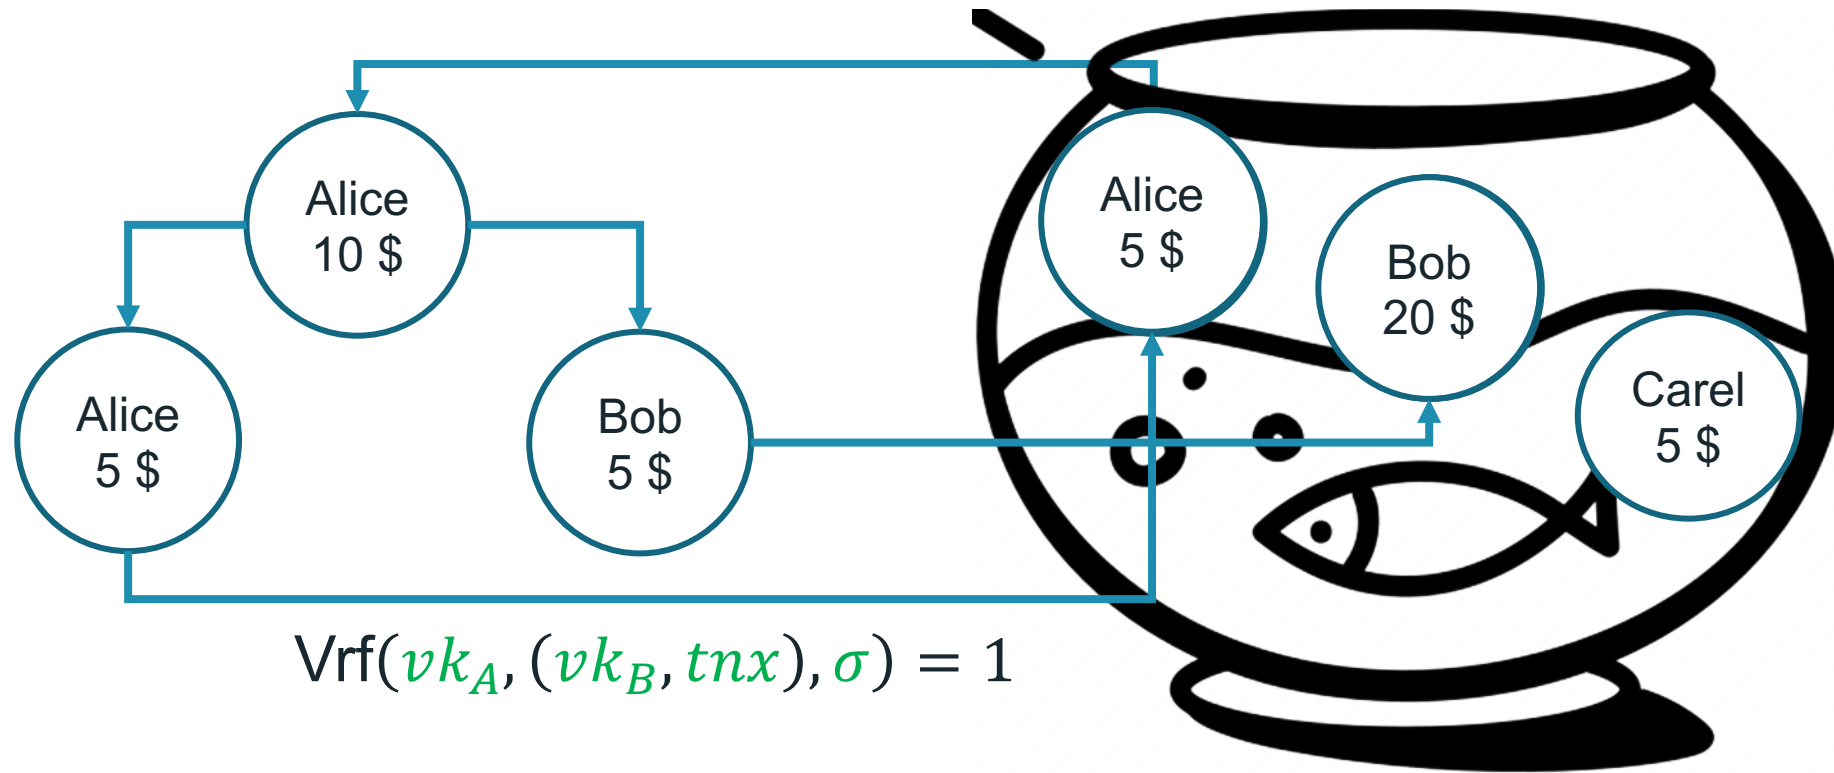 Alice
10 $
Alice
5 $
Bob
5 $
Alice
5 $
Bob
20 $
Carel
5 $
Vrf(𝑣𝑘_A, (𝑣𝑘_B, 𝑡𝑛𝑥), 𝜎) = 1